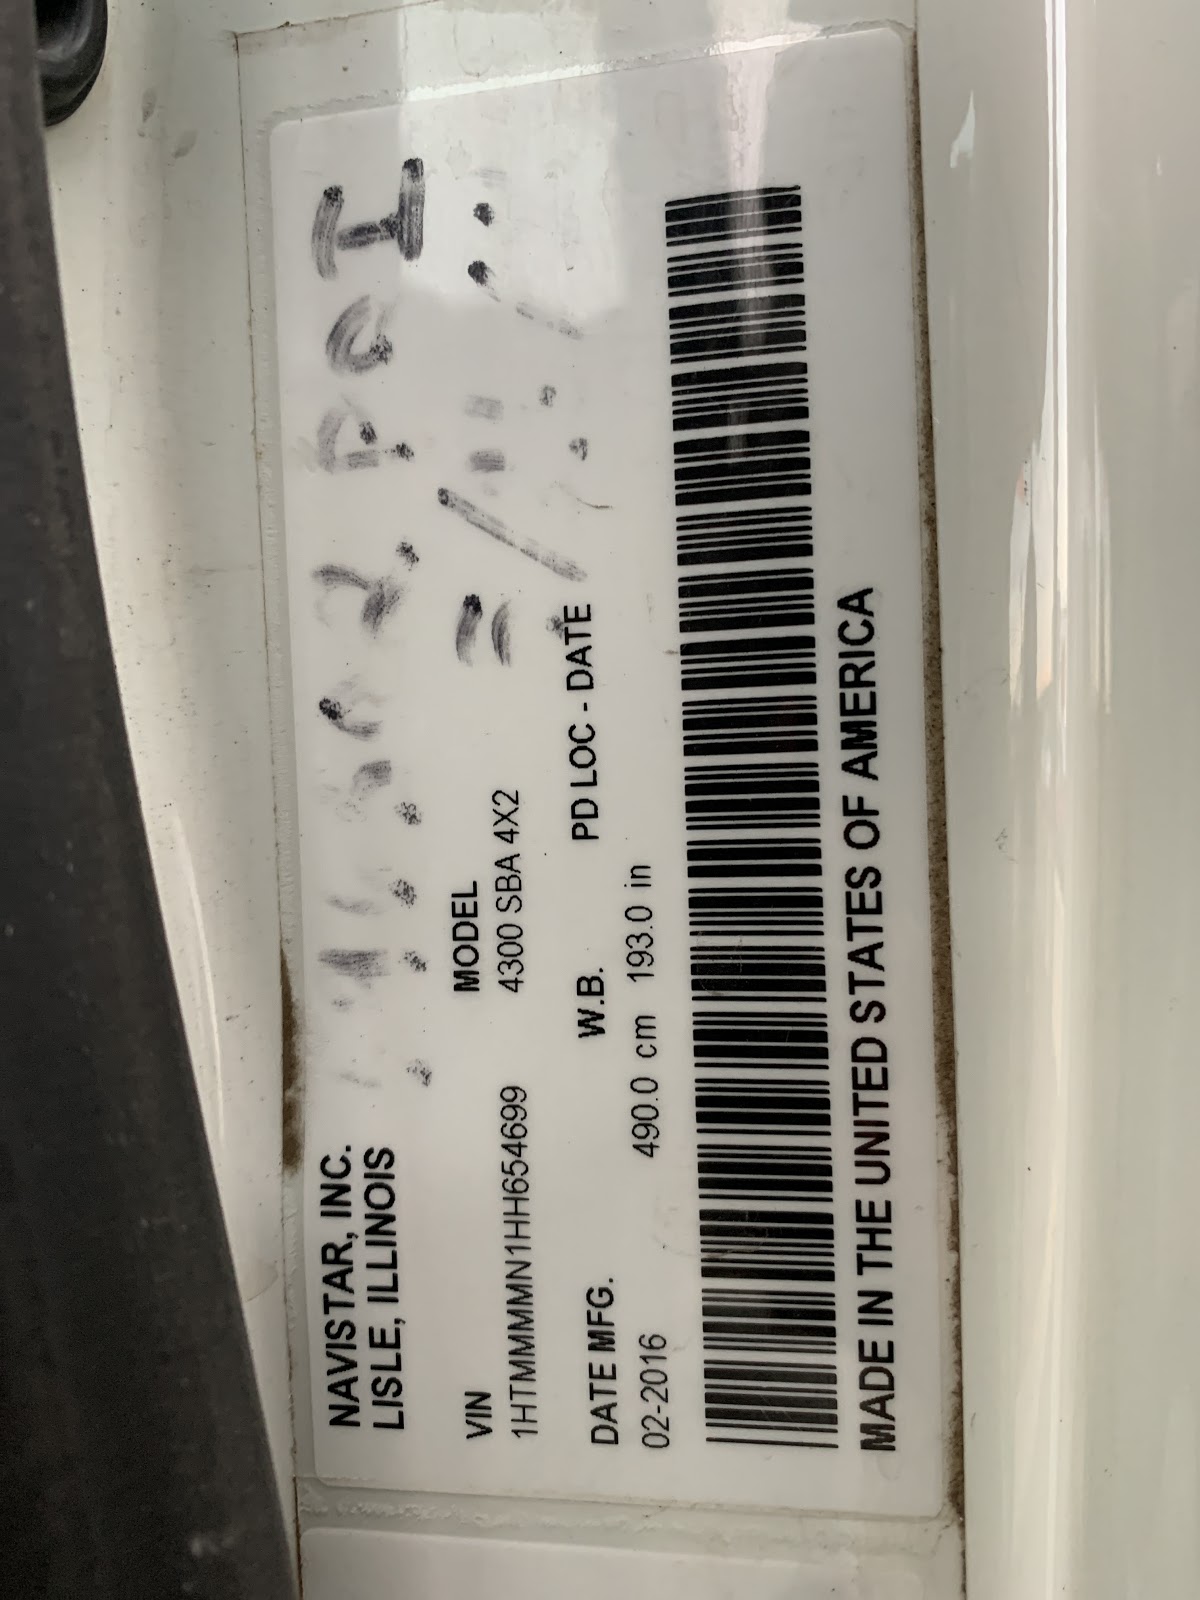 NAVISTAR, INC.
LISLE, ILLINOIS
VIN MODEL
1HTMMMMN1HH654699 4300 SBA 4X2
DATE MFG. W.B. PD LOC - DATE
02-2016 490.0 cm 193.0 in
MADE IN THE UNITED STATES OF AMERICA